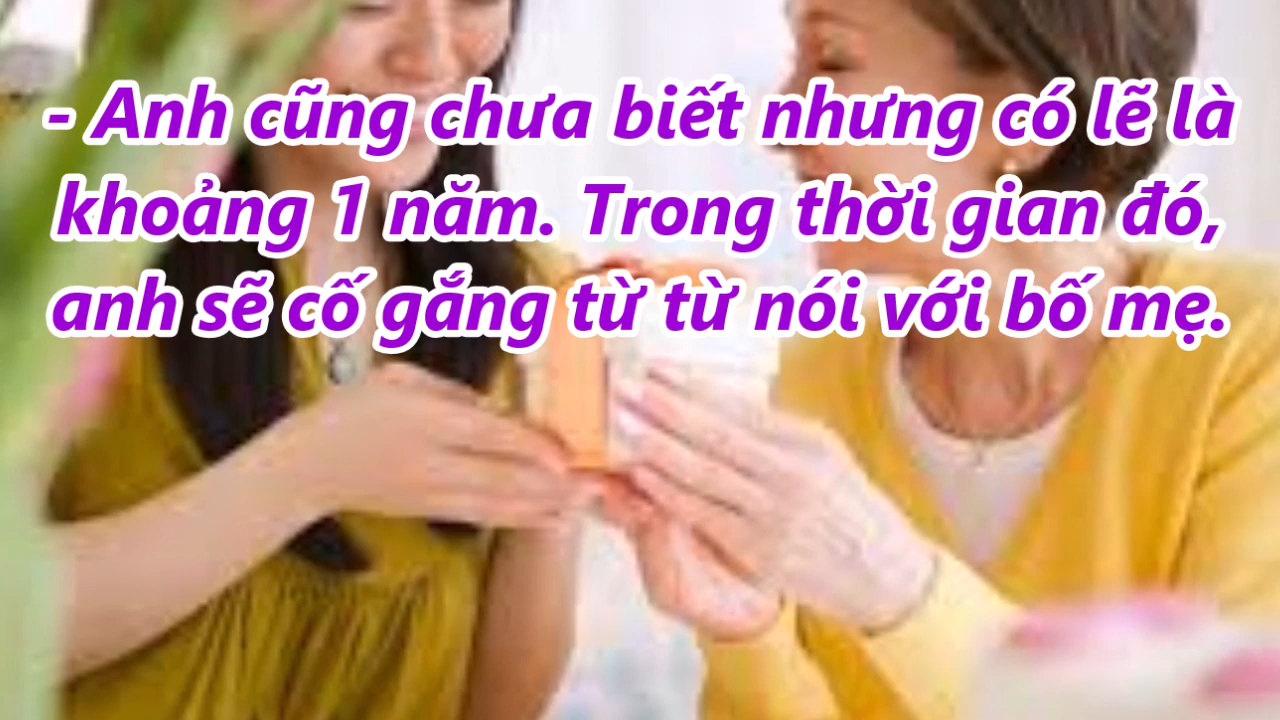 - Anh cũng chưa biết nhưng có lẽ là
khoảng 1 năm. Trong thời gian đó,
anh sẽ cố gắng từ từ nói với bố mẹ.